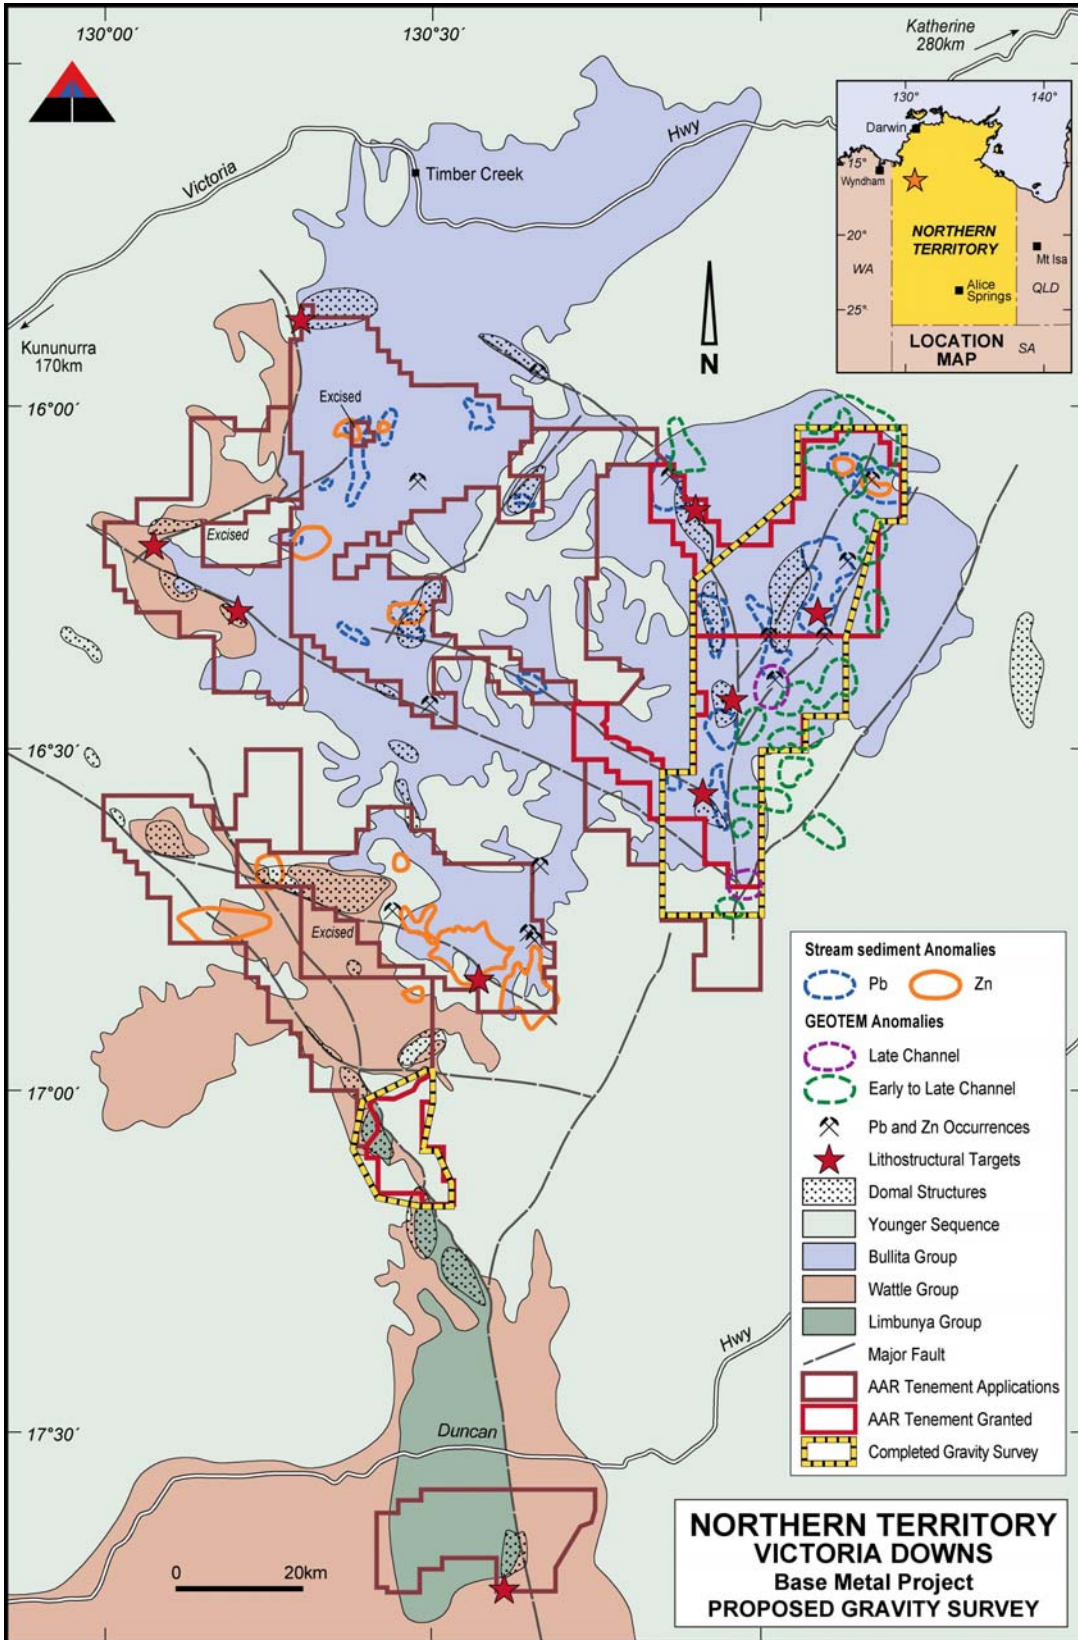 130°00´
130°30´
Katherine
280km
Victoria
Hwy
Timber Creek
130°
140°
Darwin
15°
Wyndham
NORTHERN
TERRITORY
20°
WA
Mt Isa
Alice
Springs
QLD
25°
LOCATION
MAP
SA
N
Kununurra
170km
Excised
16°00´
Excised
16°30´
Excised
17°00´
Hwy
Duncan
17°30´
0
20km
Stream sediment Anomalies
Pb
Zn
GEOTEM Anomalies
Late Channel
Early to Late Channel
Pb and Zn Occurrences
Lithostructural Targets
Domal Structures
Younger Sequence
Bullita Group
Wattle Group
Limbunya Group
Major Fault
AAR Tenement Applications
AAR Tenement Granted
Completed Gravity Survey
NORTHERN TERRITORY
VICTORIA DOWNS
Base Metal Project
PROPOSED GRAVITY SURVEY